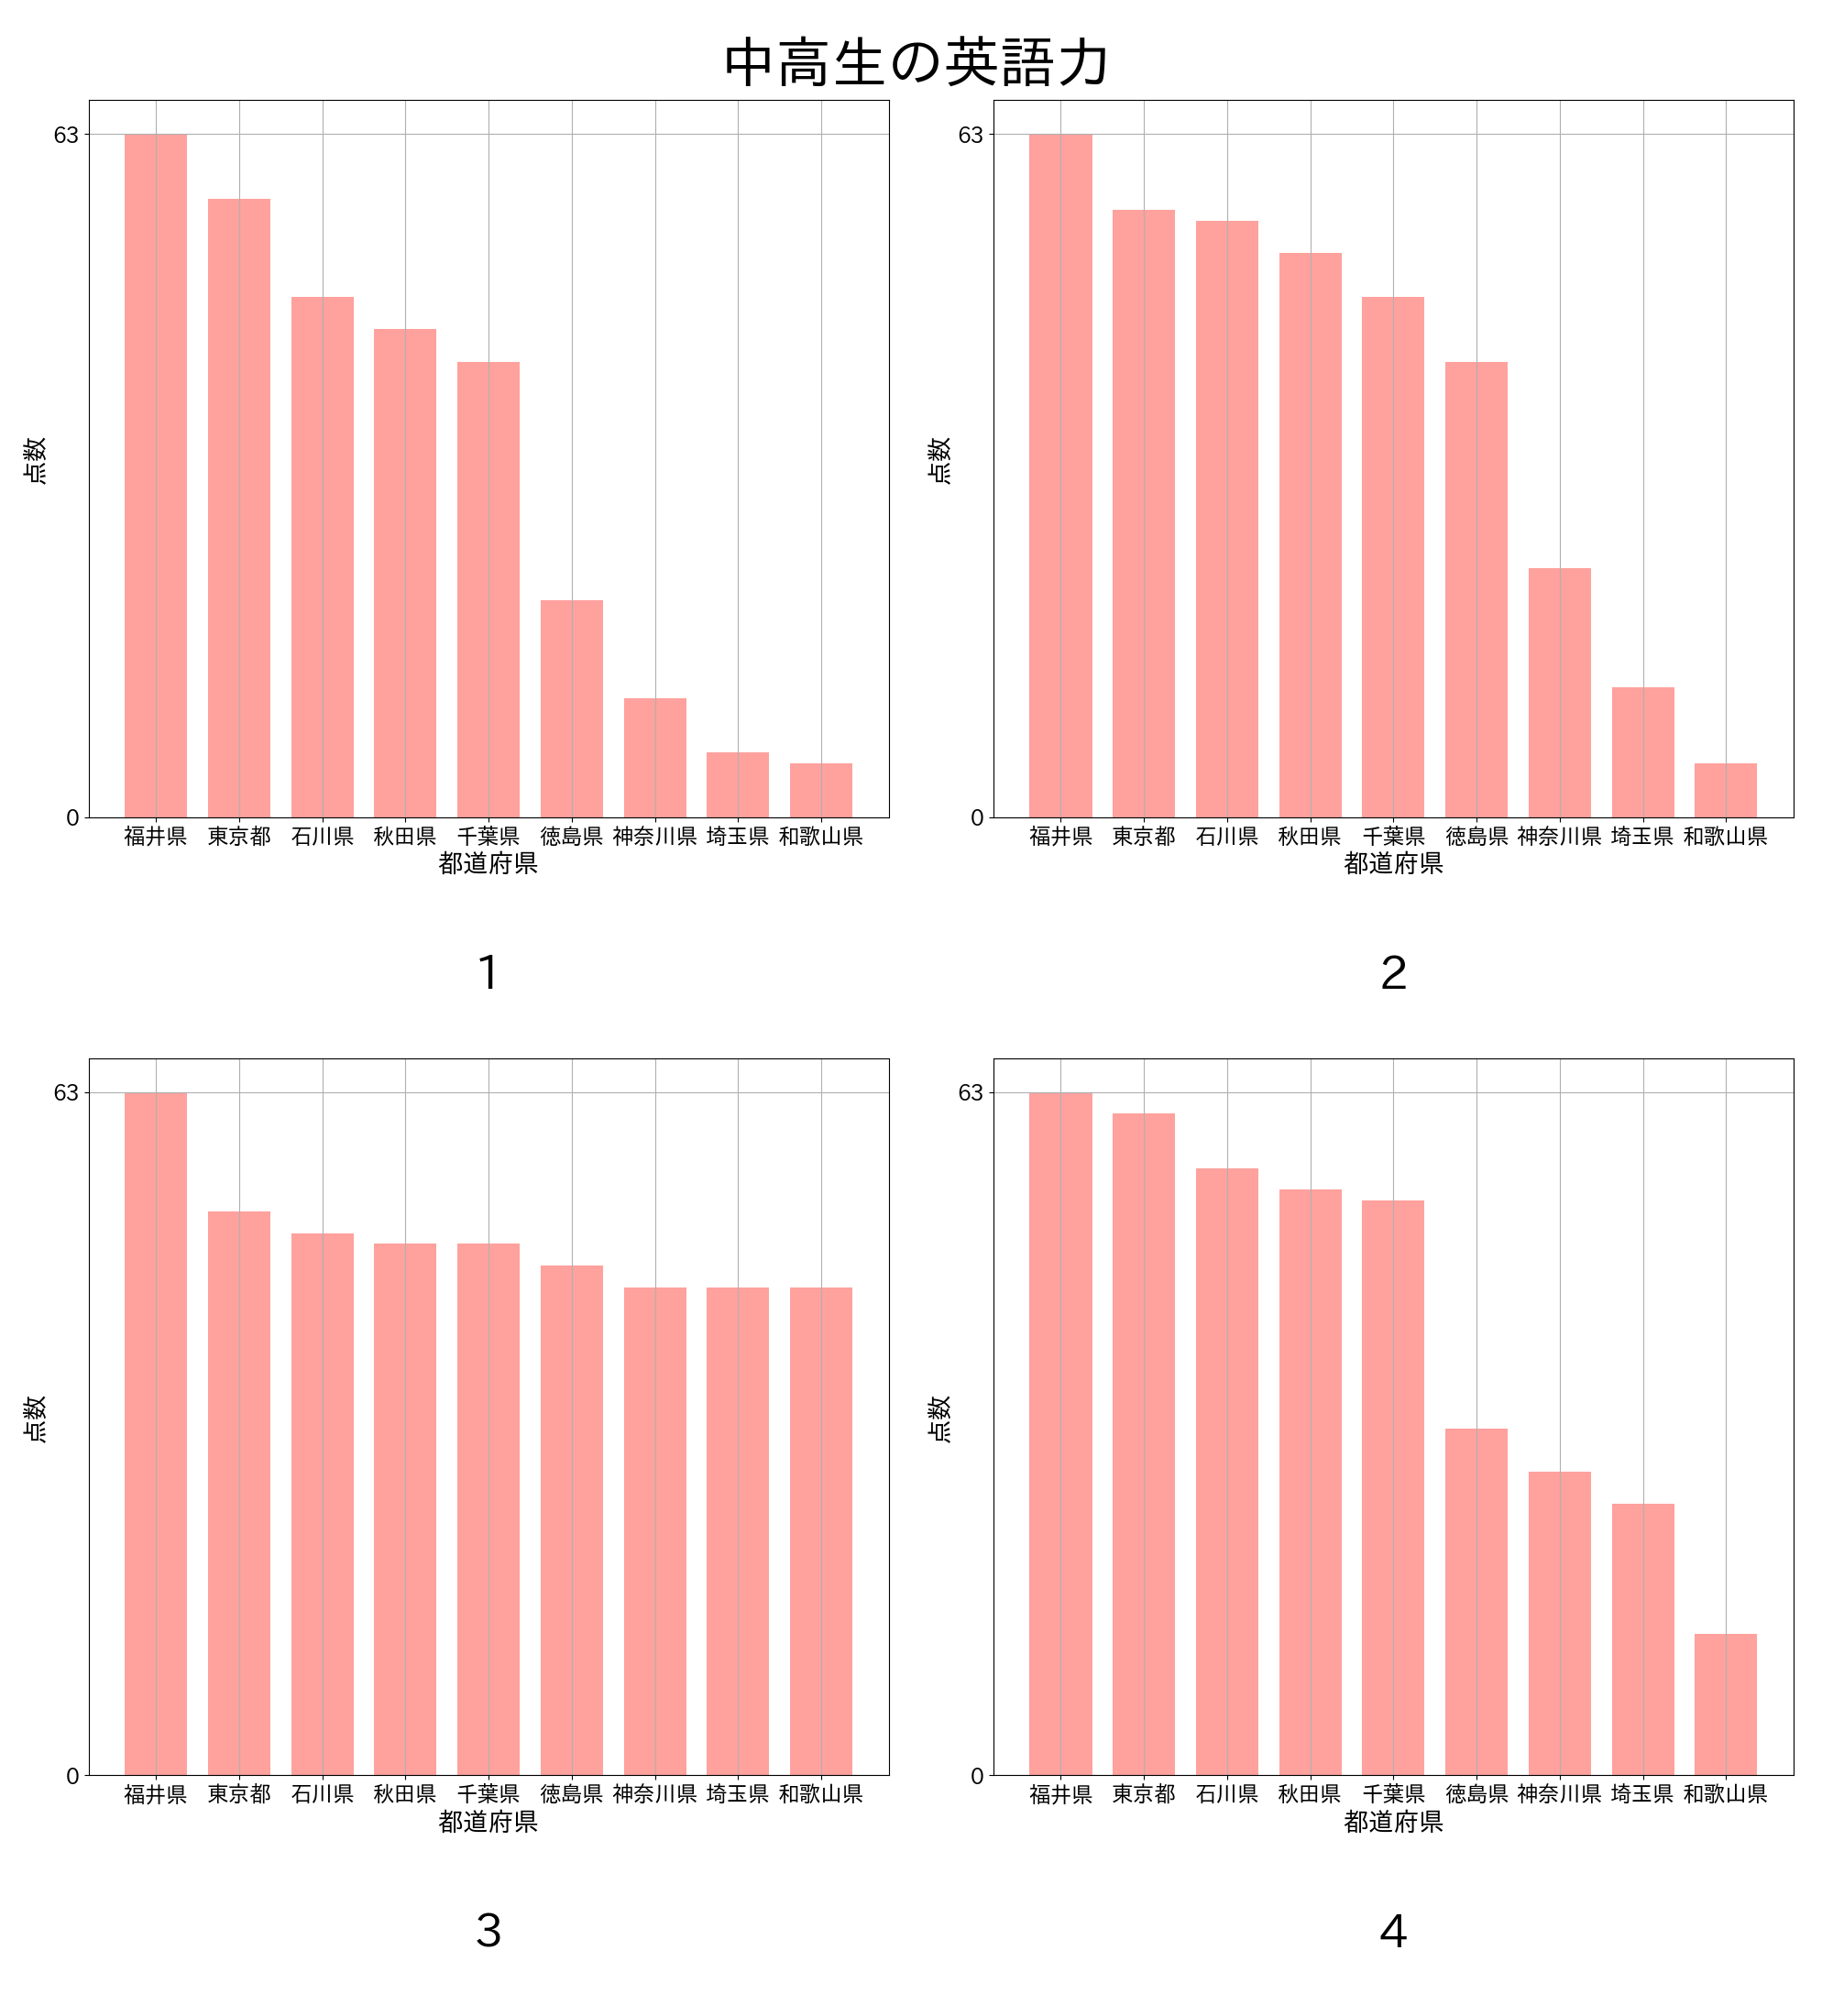 中高生の英語力
63
0
点数
福井県 東京都 石川県 秋田県 千葉県 徳島県 神奈川県 埼玉県 和歌山県
都道府県
1
63
0
点数
福井県 東京都 石川県 秋田県 千葉県 徳島県 神奈川県 埼玉県 和歌山県
都道府県
2
63
0
点数
福井県 東京都 石川県 秋田県 千葉県 徳島県 神奈川県 埼玉県 和歌山県
都道府県
3
63
0
点数
福井県 東京都 石川県 秋田県 千葉県 徳島県 神奈川県 埼玉県 和歌山県
都道府県
4